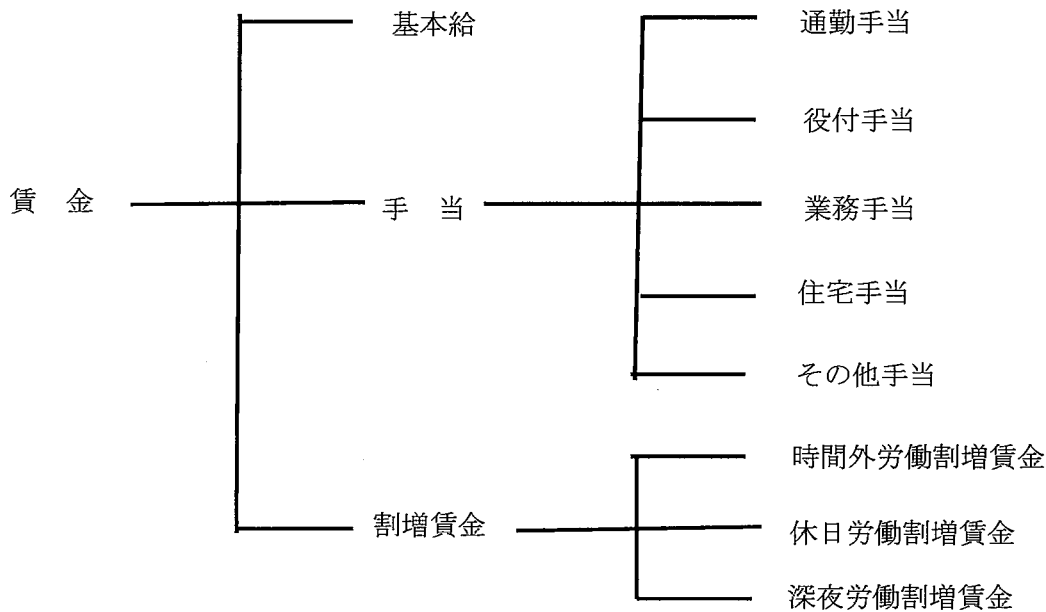 賃　金
基本給
手　当
通勤手当
役付手当
業務手当
住宅手当
その他手当
割増賃金
時間外労働割増賃金
休日労働割増賃金
深夜労働割増賃金